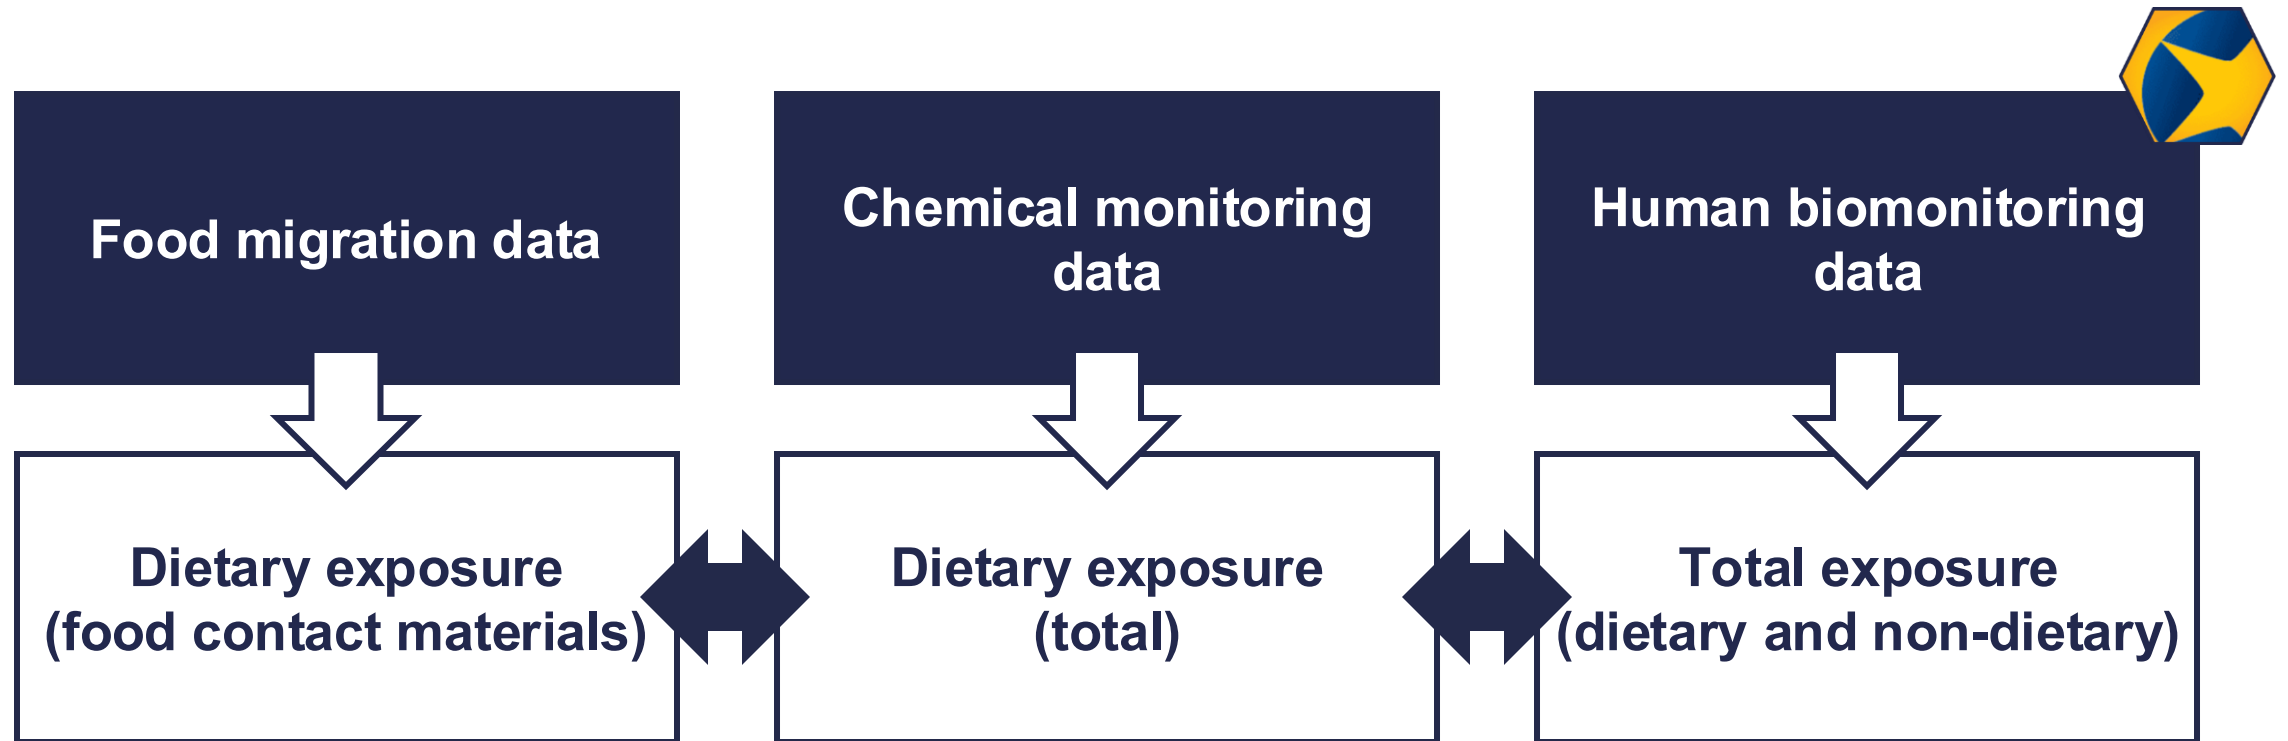 Food migration data
Chemical monitoring
data
Human biomonitoring
data
Dietary exposure
(food contact materials)
Dietary exposure
(total)
Total exposure
(dietary and non-dietary)